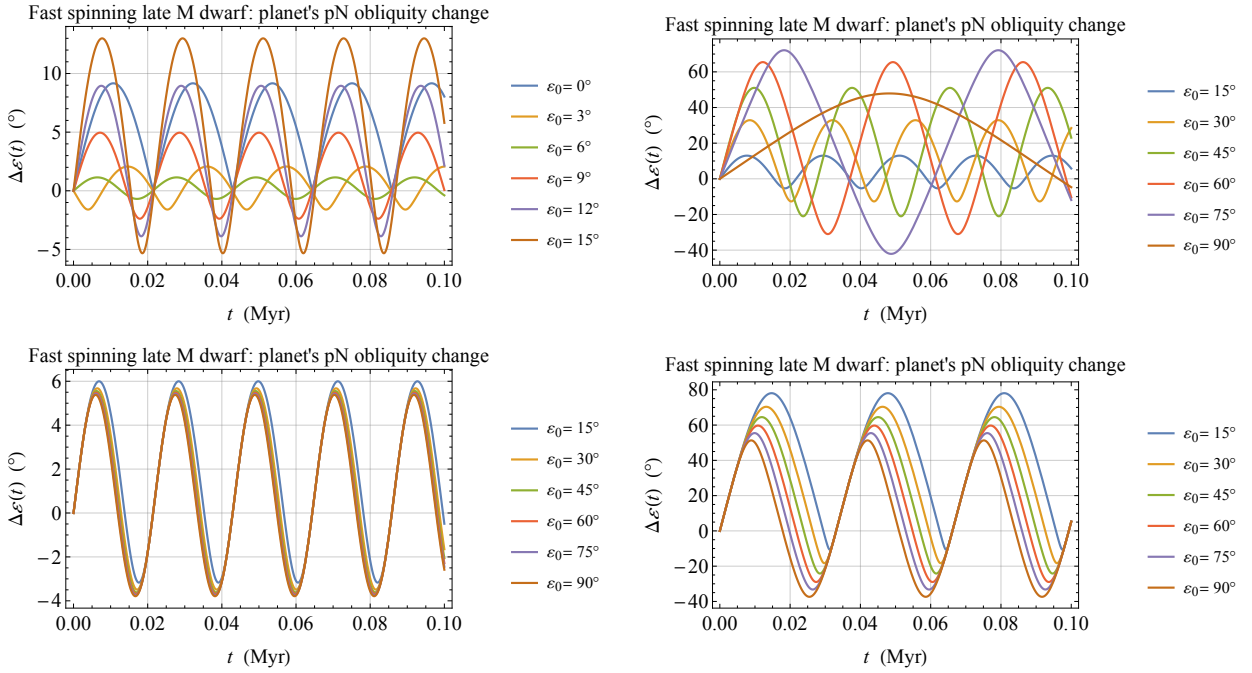 Fast spinning late M dwarf: planet's pN obliquity change
Δε(t) (°)
10
5
0
−5
0.00 0.02 0.04 0.06 0.08 0.10
t (Myr)
ε0= 0°
ε0= 3°
ε0= 6°
ε0= 9°
ε0= 12°
ε0= 15°
Fast spinning late M dwarf: planet's pN obliquity change
Δε(t) (°)
60
40
20
0
−20
−40
0.00 0.02 0.04 0.06 0.08 0.10
t (Myr)
ε0= 15°
ε0= 30°
ε0= 45°
ε0= 60°
ε0= 75°
ε0= 90°
Fast spinning late M dwarf: planet's pN obliquity change
Δε(t) (°)
6
4
2
0
−2
−4
0.00 0.02 0.04 0.06 0.08 0.10
t (Myr)
ε0= 15°
ε0= 30°
ε0= 45°
ε0= 60°
ε0= 75°
ε0= 90°
Fast spinning late M dwarf: planet's pN obliquity change
Δε(t) (°)
80
60
40
20
0
−20
−40
0.00 0.02 0.04 0.06 0.08 0.10
t (Myr)
ε0= 15°
ε0= 30°
ε0= 45°
ε0= 60°
ε0= 75°
ε0= 90°